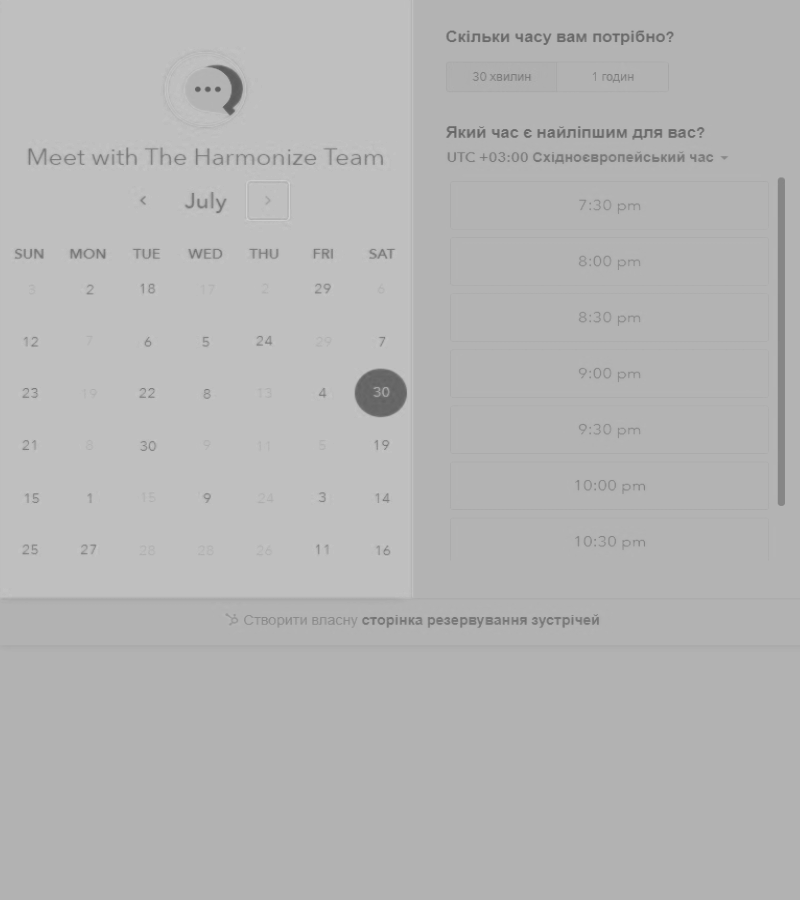 Meet with The Harmonize Team
July
SUN MON TUE WED THU FRI SAT
3 2 18 17 2 29 6
12 7 6 5 24 29 7
23 19 22 8 13 4 30
21 8 30 9 11 5 19
15 1 15 9 24 3 14
25 27 28 28 26 11 16
Скільки часу вам потрібно?
30 хвилин 1 годин
Який час є найліпшим для вас?
UTC +03:00 Східноєвропейський час
7:30 pm
8:00 pm
8:30 pm
9:00 pm
9:30 pm
10:00 pm
10:30 pm
Створити власну сторінка резервування зустрічей